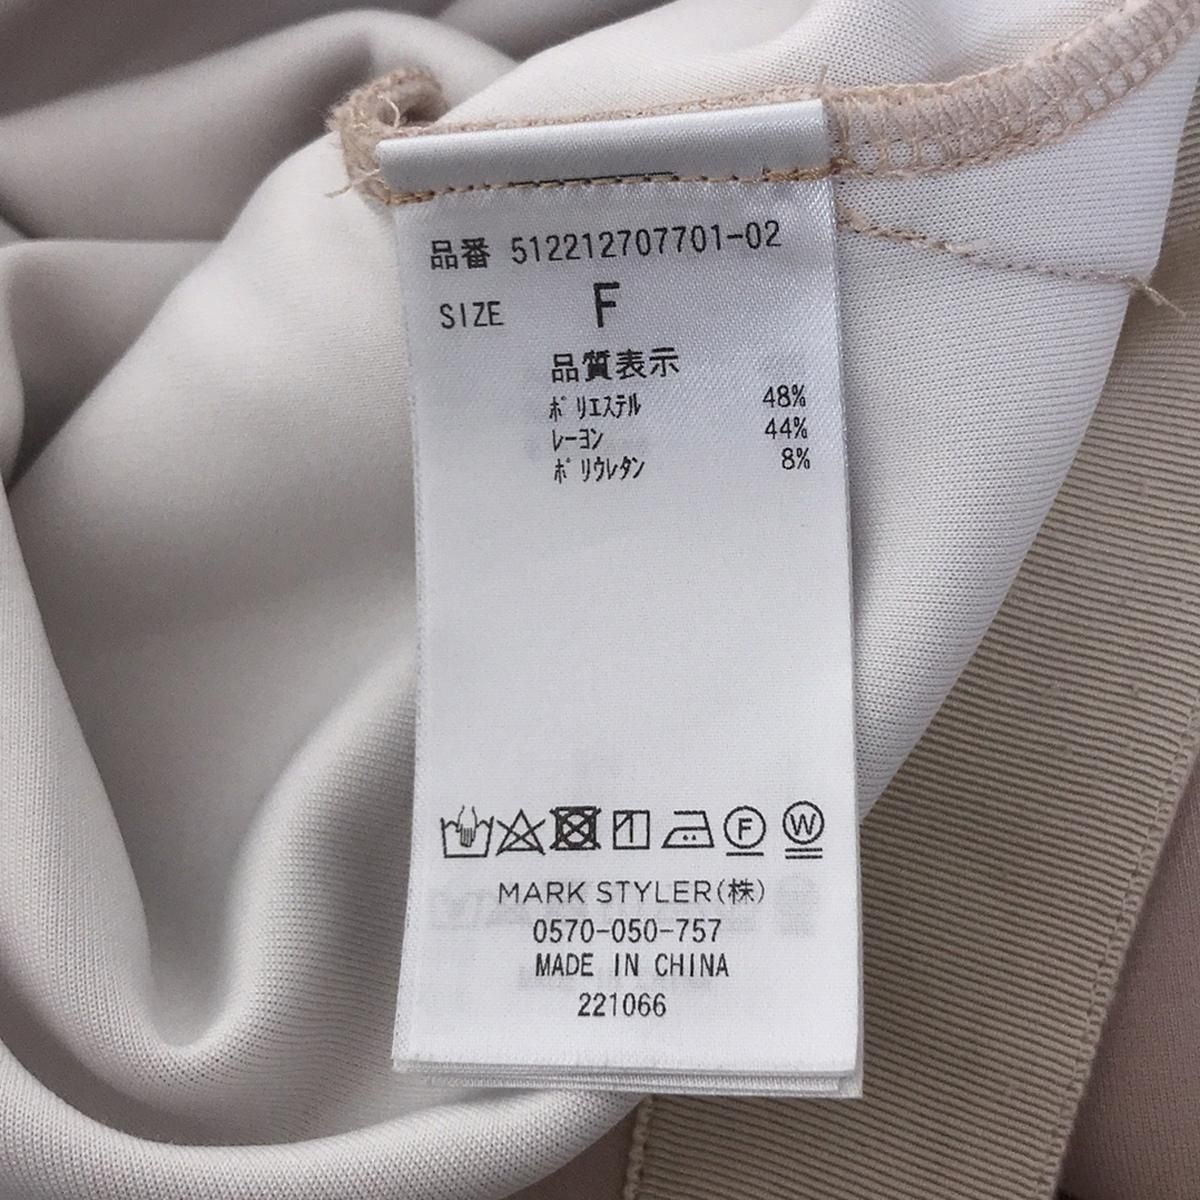 品番 512212707701-02
SIZE F
品質表示
ﾎﾟﾘｴｽﾃﾙ 48%
ﾚｰﾖﾝ 44%
ﾎﾟﾘｳﾚﾀﾝ 8%
F W
MARK STYLER(株)
0570-050-757
MADE IN CHINA
221066